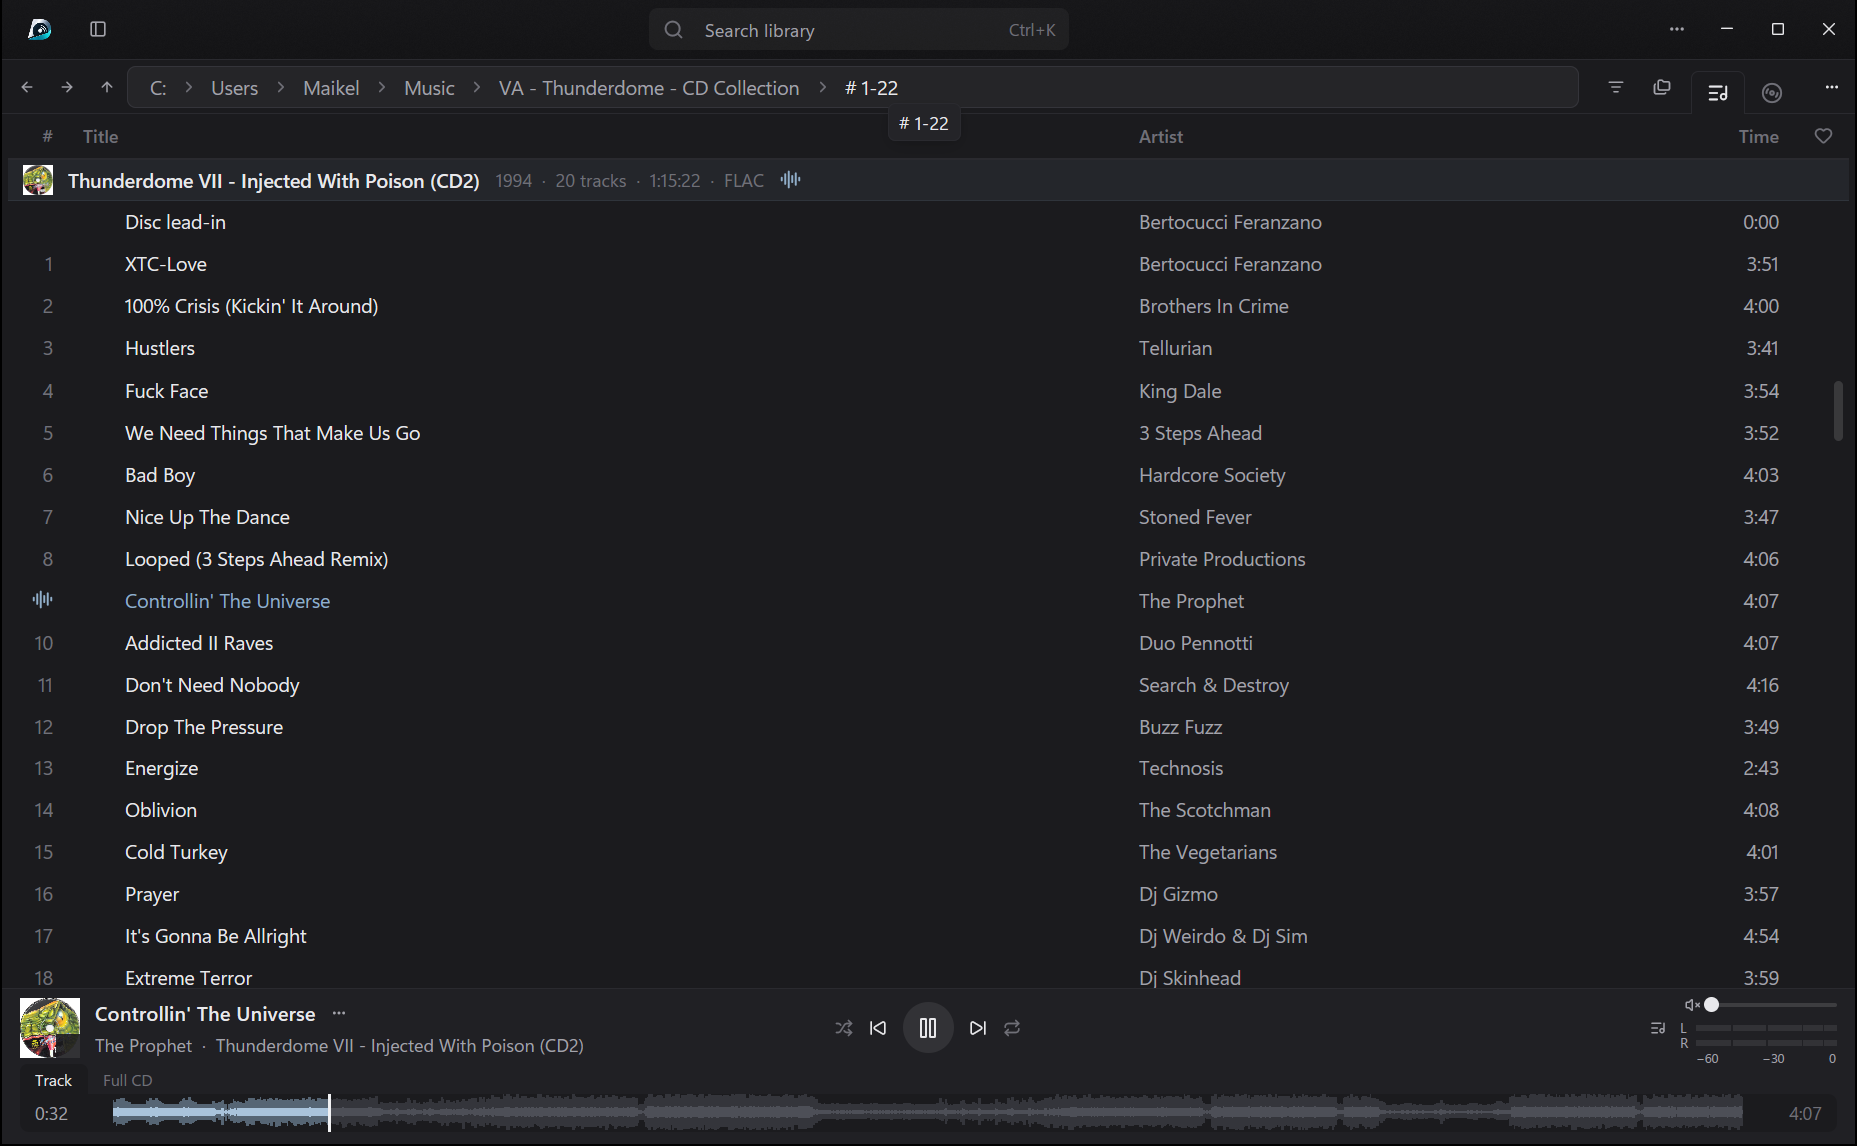 Search library Ctrl+K
C: Users Maikel Music VA - Thunderdome - CD Collection # 1-22
# 1-22
# Title Artist Time
Thunderdome VII - Injected With Poison (CD2) 1994 · 20 tracks · 1:15:22 · FLAC
Disc lead-in Bertocucci Feranzano 0:00
1 XTC-Love Bertocucci Feranzano 3:51
2 100% Crisis (Kickin' It Around) Brothers In Crime 4:00
3 Hustlers Tellurian 3:41
4 Fuck Face King Dale 3:54
5 We Need Things That Make Us Go 3 Steps Ahead 3:52
6 Bad Boy Hardcore Society 4:03
7 Nice Up The Dance Stoned Fever 3:47
8 Looped (3 Steps Ahead Remix) Private Productions 4:06
Controllin' The Universe The Prophet 4:07
10 Addicted II Raves Duo Pennotti 4:07
11 Don't Need Nobody Search & Destroy 4:16
12 Drop The Pressure Buzz Fuzz 3:49
13 Energize Technosis 2:43
14 Oblivion The Scotchman 4:08
15 Cold Turkey The Vegetarians 4:01
16 Prayer Dj Gizmo 3:57
17 It's Gonna Be Allright Dj Weirdo & Dj Sim 4:54
18 Extreme Terror Dj Skinhead 3:59
Controllin' The Universe
The Prophet · Thunderdome VII - Injected With Poison (CD2)
L
R
-60 -30 0
Track Full CD
0:32 4:07